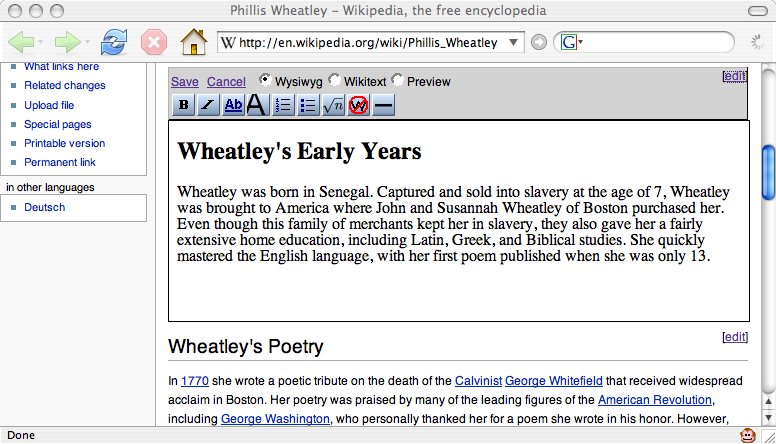 Phillis Wheatley – Wikipedia, the free encyclopedia
W http://en.wikipedia.org/wiki/Phillis_Wheatley G
What links here
Related changes
Upload file
Special pages
Printable version
Permanent link
in other languages
Deutsch
Save Cancel Wysiwyg Wikitext Preview [edit]
B I Ab A √n W
Wheatley's Early Years
Wheatley was born in Senegal. Captured and sold into slavery at the age of 7, Wheatley
was brought to America where John and Susannah Wheatley of Boston purchased her.
Even though this family of merchants kept her in slavery, they also gave her a fairly
extensive home education, including Latin, Greek, and Biblical studies. She quickly
mastered the English language, with her first poem published when she was only 13.
Wheatley's Poetry [edit]
In 1770 she wrote a poetic tribute on the death of the Calvinist George Whitefield that received widespread
acclaim in Boston. Her poetry was praised by many of the leading figures of the American Revolution,
including George Washington, who personally thanked her for a poem she wrote in his honor. However,
Done